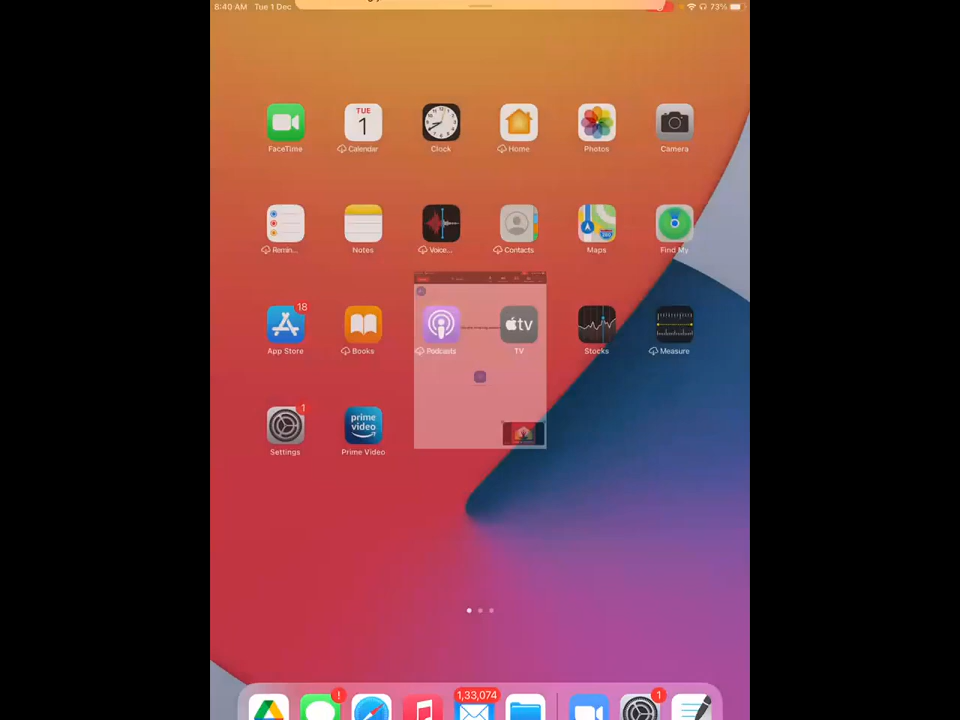 8:40 AM Tue 1 Dec 73%
TUE
1
FaceTime Calendar Clock Home Photos Camera
Remin... Notes Voice... Contacts Maps Find My
18
tv
App Store Books Podcasts TV Stocks Measure
1
prime
video
Settings Prime Video
! 1,33,074 1